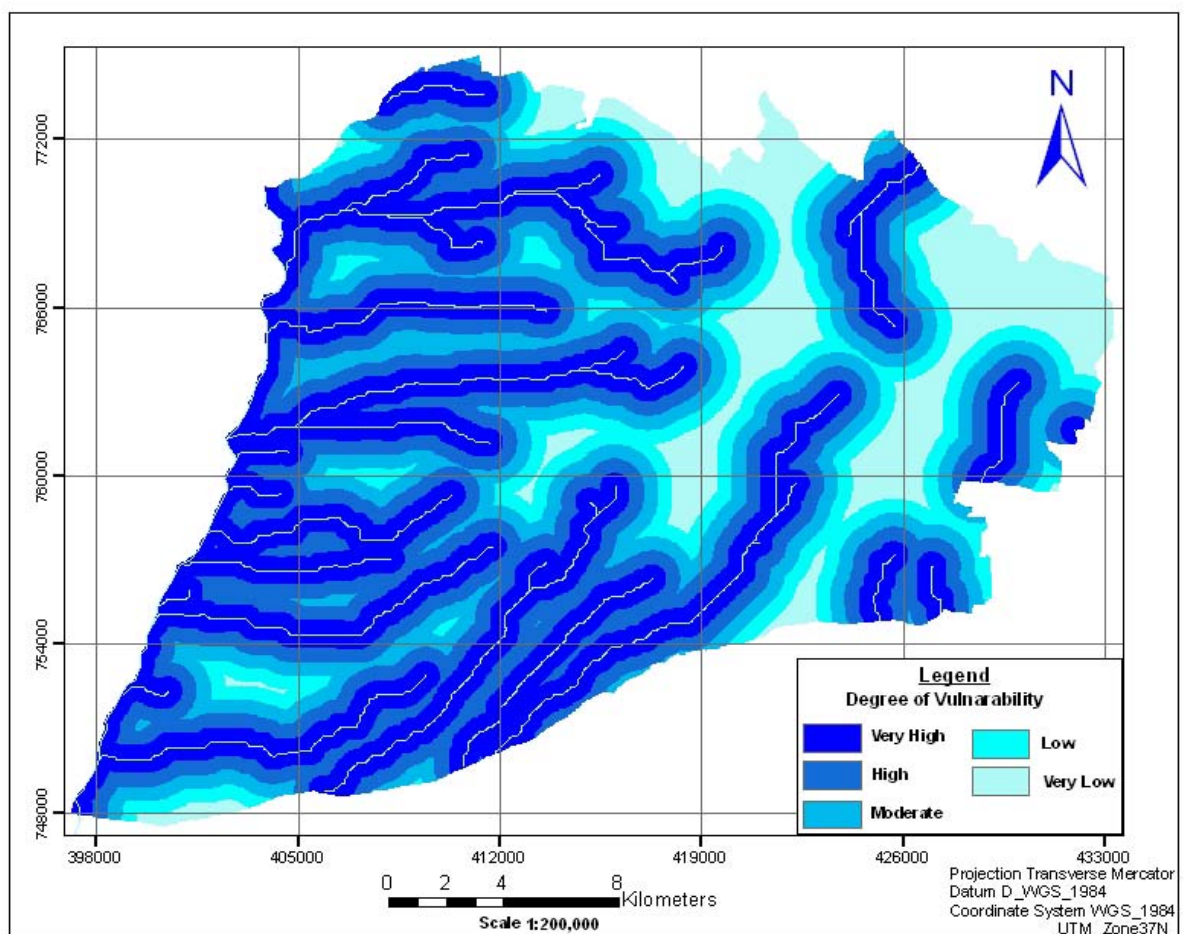 N
772000
766000
760000
754000
748000
398000
405000
412000
419000
426000
433000
Legend
Degree of Vulnarability
Very High
High
Moderate
Low
Very Low
0 2 4 8
Kilometers
Scale 1:200,000
Projection Transverse Mercator
Datum D_WGS_1984
Coordinate System WGS_1984
UTM_Zone37N